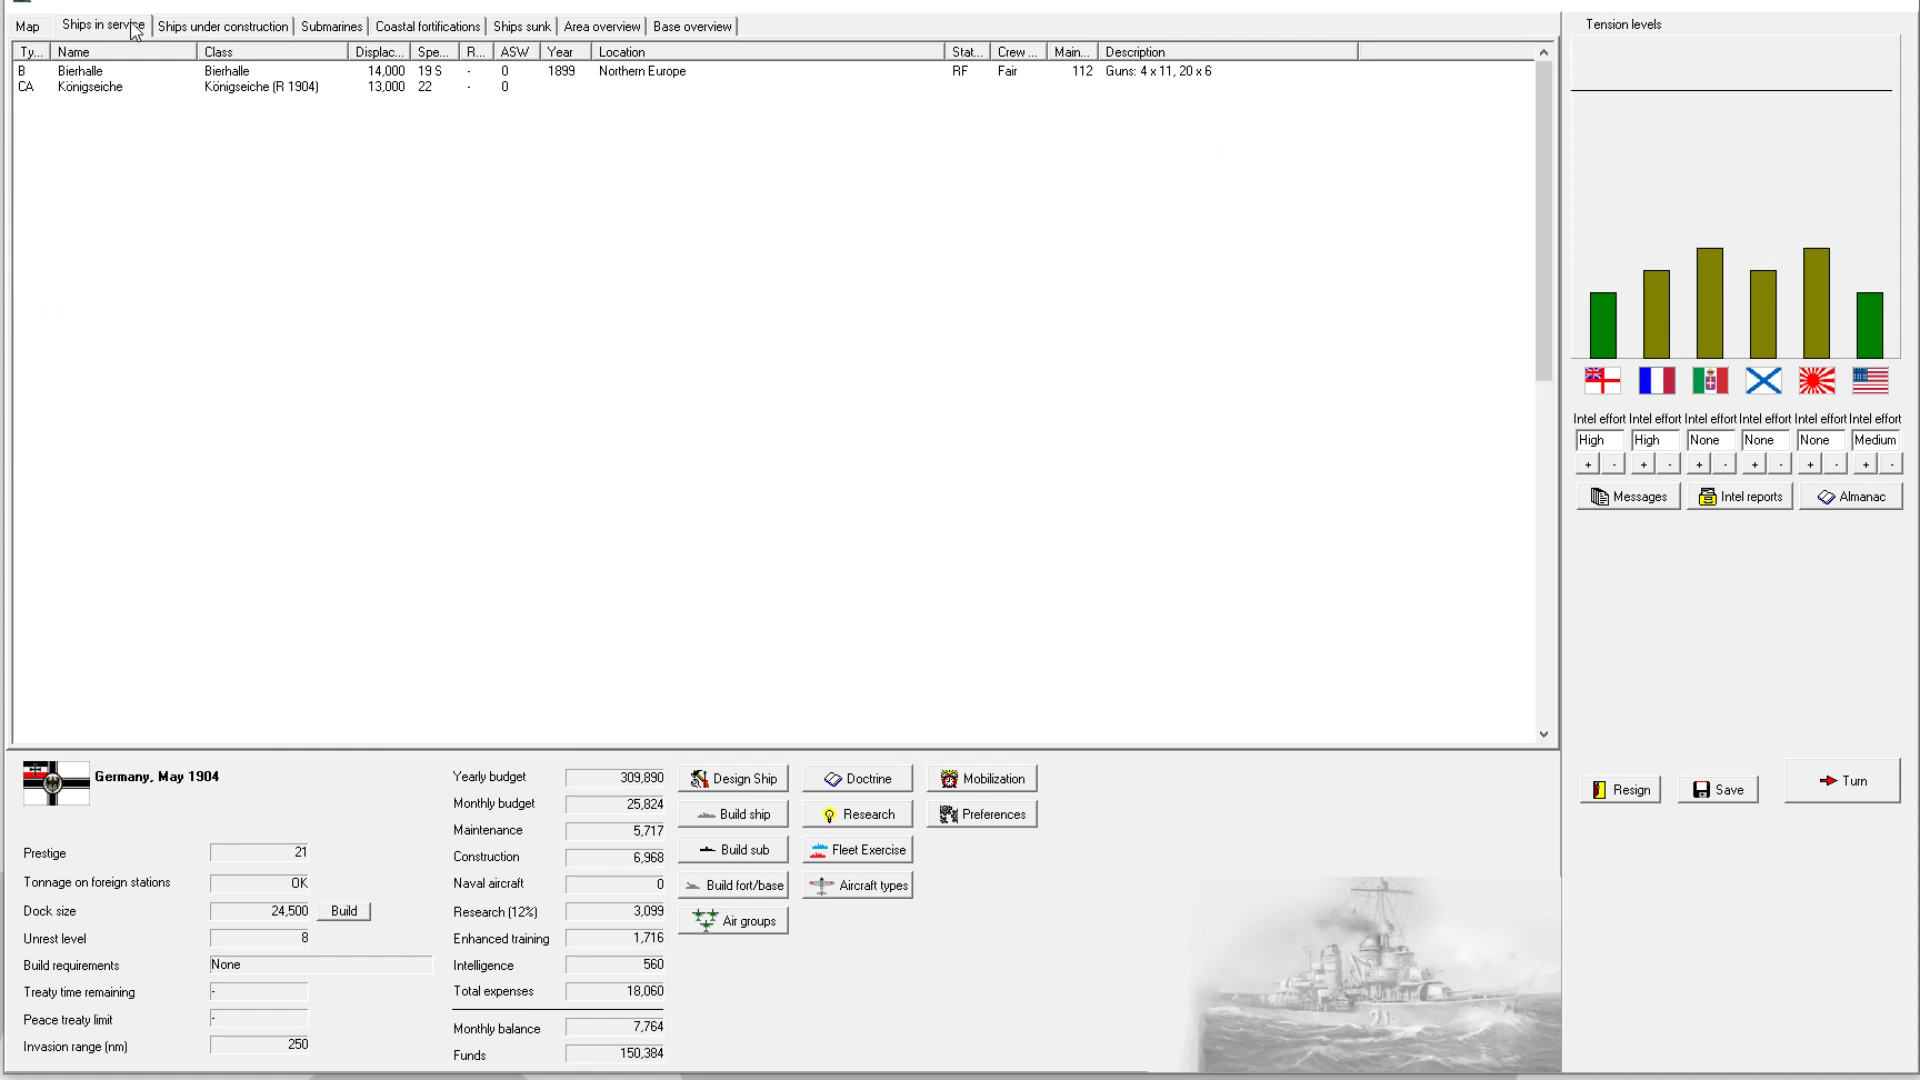 Map Ships in service Ships under construction Submarines Coastal fortifications Ships sunk Area overview Base overview
Ty... Name Class Displac... Spe... R... ASW Year Location Stat... Crew ... Main... Description
B Bierhalle Bierhalle 14,000 19 S - 0 1899 Northern Europe RF Fair 112 Guns: 4 x 11, 20 x 6
CA Königseiche Königseiche (R 1904) 13,000 22 - 0
Tension levels
Intel effort Intel effort Intel effort Intel effort Intel effort Intel effort
High High None None None Medium
+ - + - + - + - + - + -
Messages Intel reports Almanac
Resign Save Turn
Germany, May 1904
Prestige 21
Tonnage on foreign stations OK
Dock size 24,500 Build
Unrest level 8
Build requirements None
Treaty time remaining -
Peace treaty limit -
Invasion range (nm) 250
Yearly budget 309,890
Monthly budget 25,824
Maintenance 5,717
Construction 6,968
Naval aircraft 0
Research (12%) 3,099
Enhanced training 1,716
Intelligence 560
Total expenses 18,060
Monthly balance 7,764
Funds 150,384
Design Ship Doctrine Mobilization
Build ship Research Preferences
Build sub Fleet Exercise
Build fort/base Aircraft types
Air groups